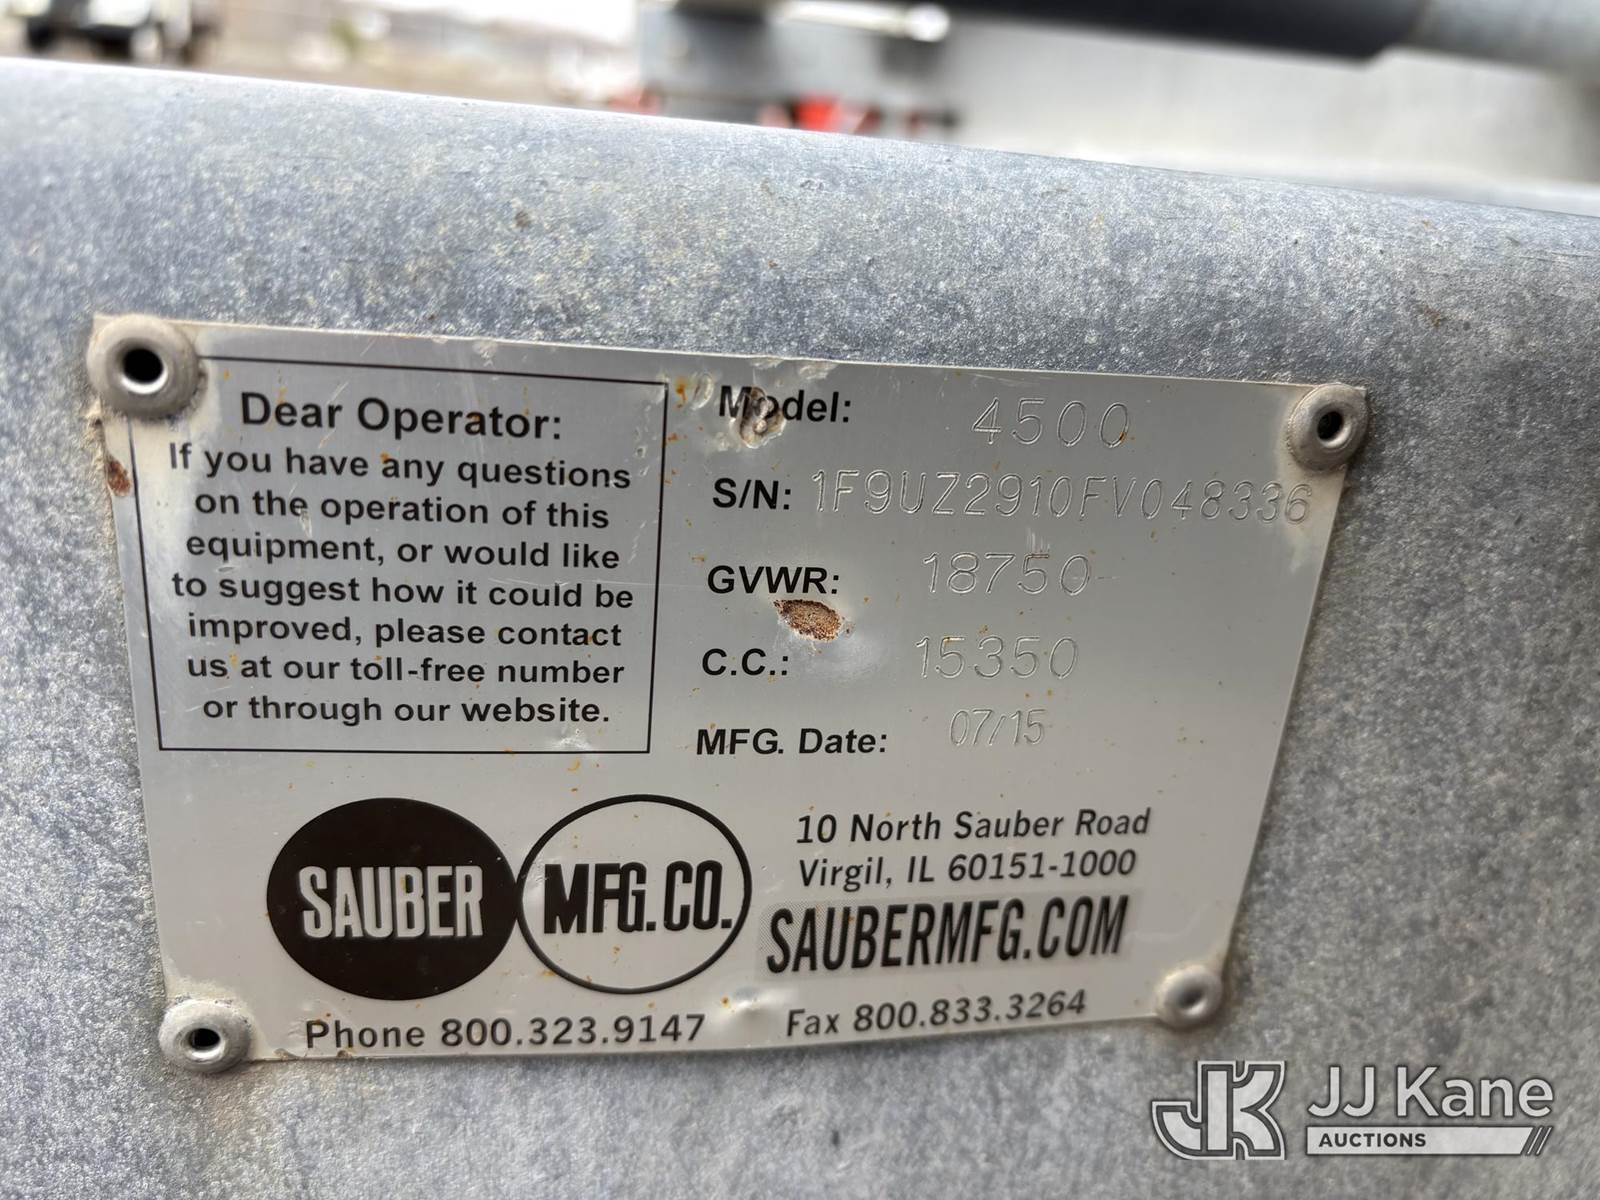 Dear Operator:
If you have any questions
on the operation of this
equipment, or would like
to suggest how it could be
improved, please contact
us at our toll-free number
or through our website.
Model: 4500
S/N: 1F9UZ2910FV048336
GVWR: 18750
C.C.: 15350
MFG. Date: 07/15
SAUBER MFG.CO.
10 North Sauber Road
Virgil, IL 60151-1000
SAUBERMFG.COM
Phone 800.323.9147 Fax 800.833.3264
JJ Kane
AUCTIONS